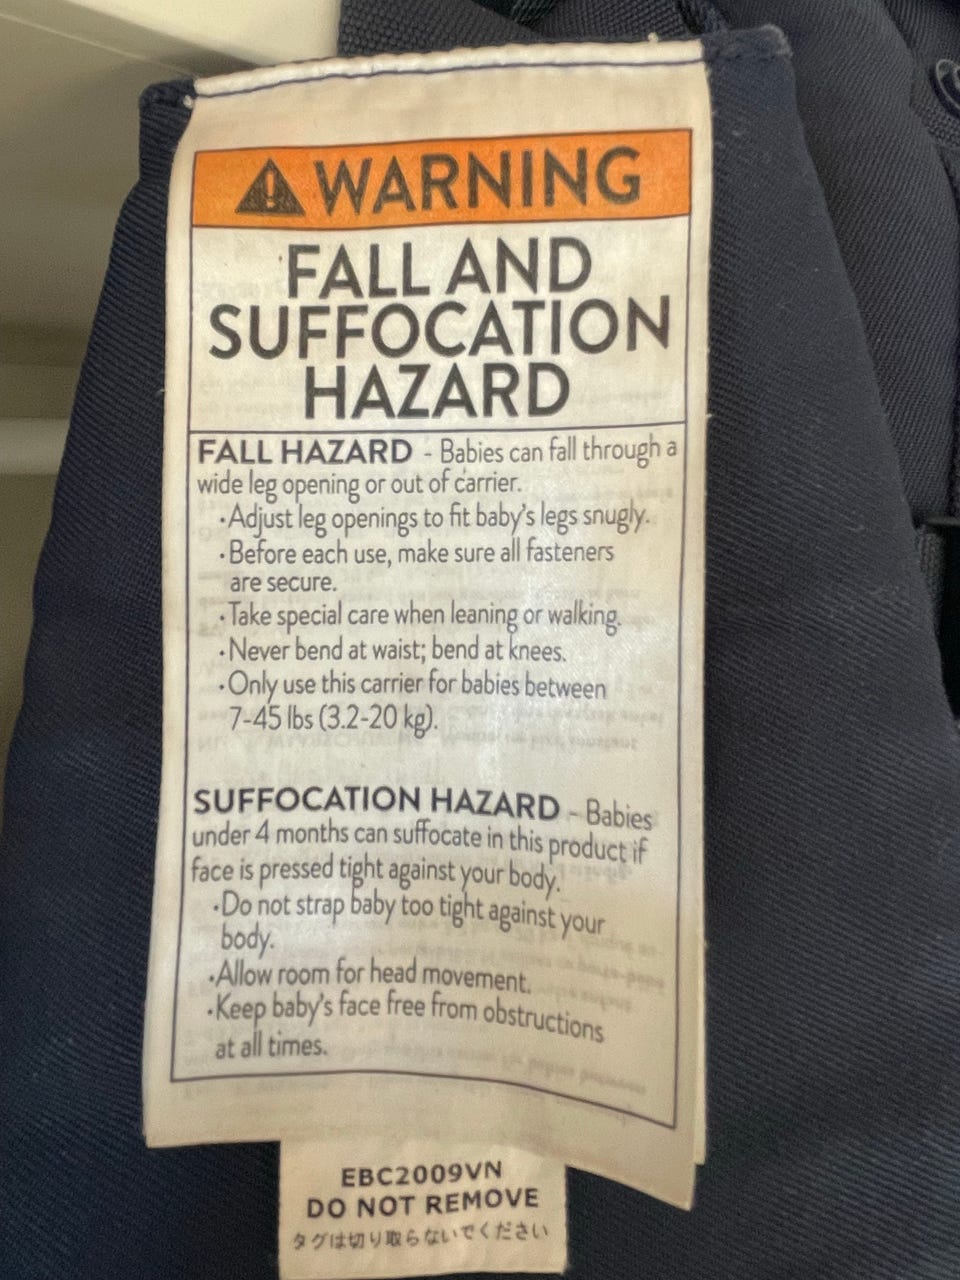 WARNING
FALL AND
SUFFOCATION
HAZARD
FALL HAZARD - Babies can fall through a
wide leg opening or out of carrier.
•Adjust leg openings to fit baby's legs snugly.
•Before each use, make sure all fasteners
are secure.
•Take special care when leaning or walking.
•Never bend at waist; bend at knees.
•Only use this carrier for babies between
7-45 lbs (3.2-20 kg).
SUFFOCATION HAZARD - Babies
under 4 months can suffocate in this product if
face is pressed tight against your body.
•Do not strap baby too tight against your
body.
•Allow room for head movement.
•Keep baby's face free from obstructions
at all times.
EBC2009VN
DO NOT REMOVE
タグは切り取らないでください